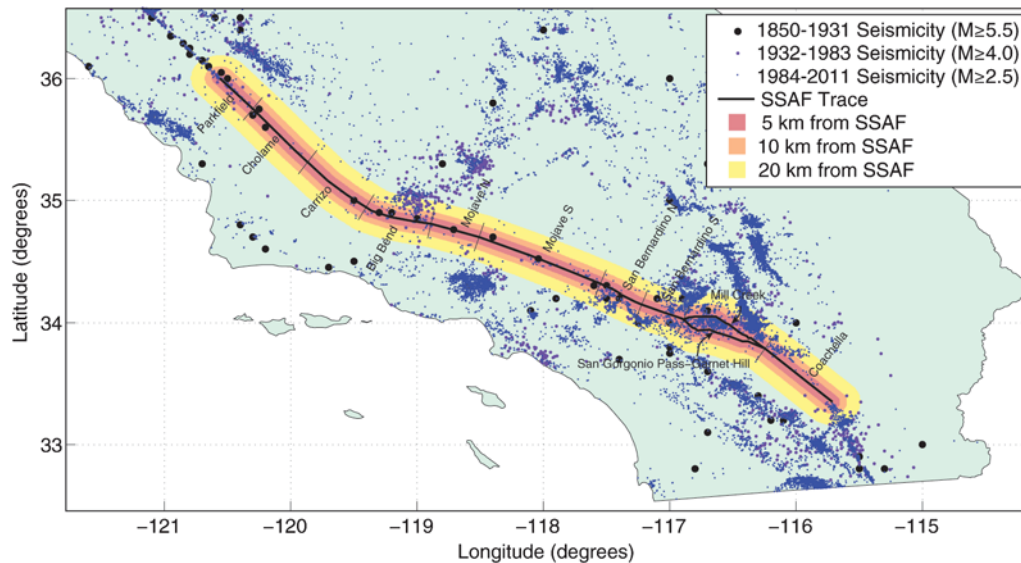 1850-1931 Seismicity (M≥5.5)
1932-1983 Seismicity (M≥4.0)
1984-2011 Seismicity (M≥2.5)
SSAF Trace
5 km from SSAF
10 km from SSAF
20 km from SSAF
36
35
34
33
Latitude (degrees)
Parkfield
Cholame
Carrizo
Big Bend
Mojave N
Mojave S
San Bernardino N
San Bernardino S
Mill Creek
San Gorgonio Pass-Garnet Hill
Coachella
−121
−120
−119
−118
−117
−116
−115
Longitude (degrees)